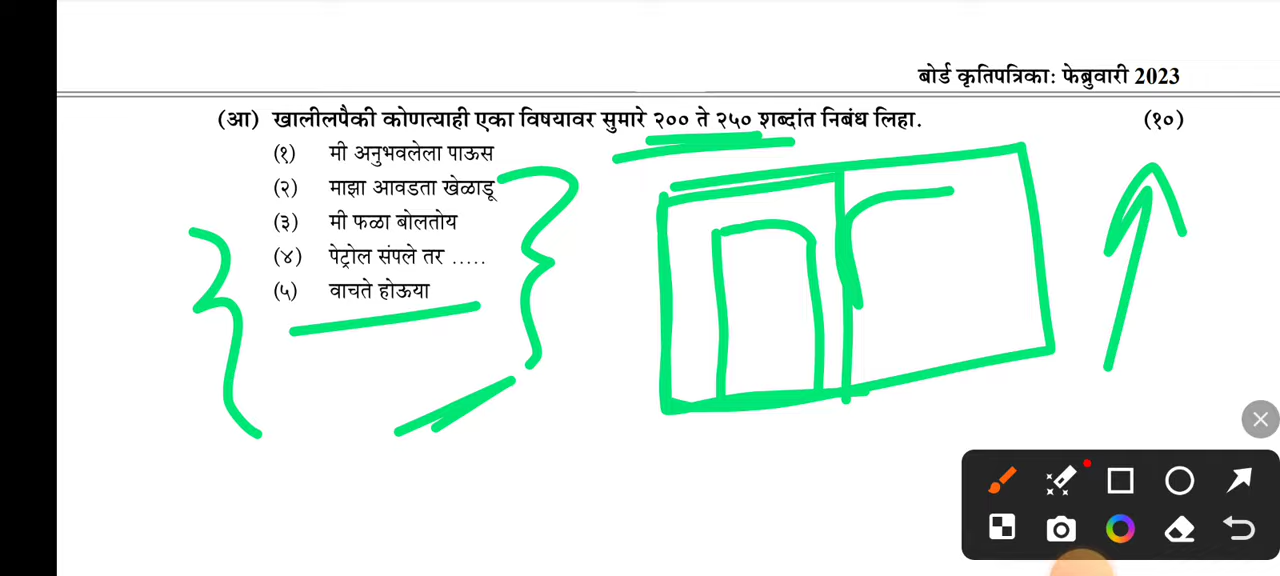 बोर्ड कृतिपत्रिका: फेब्रुवारी 2023
(आ) खालीलपैकी कोणत्याही एका विषयावर सुमारे २०० ते २५० शब्दांत निबंध लिहा. (१०)
(१) मी अनुभवलेला पाऊस
(२) माझा आवडता खेळाडू
(३) मी फळा बोलतोय
(४) पेट्रोल संपले तर .....
(५) वाचते होऊया